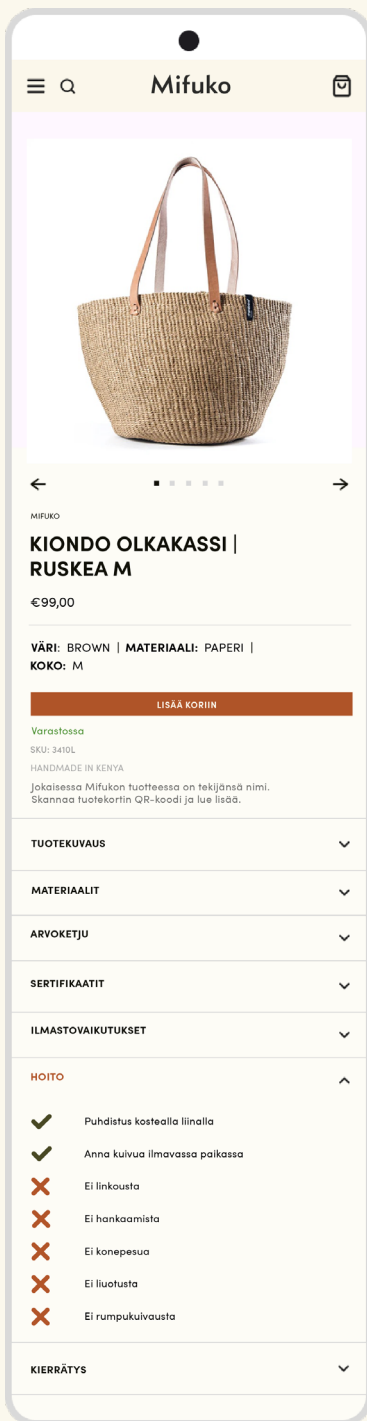 Mifuko
MIFUKO
KIONDO OLKAKASSI |
RUSKEA M
€99,00
VÄRI: BROWN | MATERIAALI: PAPERI |
KOKO: M
LISÄÄ KORIIN
Varastossa
SKU: 3410L
HANDMADE IN KENYA
Jokaisessa Mifukon tuotteessa on tekijänsä nimi.
Skannaa tuotekortin QR-koodi ja lue lisää.
TUOTEKUVAUS
MATERIAALIT
ARVOKETJU
SERTIFIKAATIT
ILMASTOVAIKUTUKSET
HOITO
Puhdistus kostealla liinalla
Anna kuivua ilmavassa paikassa
Ei linkousta
Ei hankaamista
Ei konepesua
Ei liuotusta
Ei rumpukuivausta
KIERRÄTYS